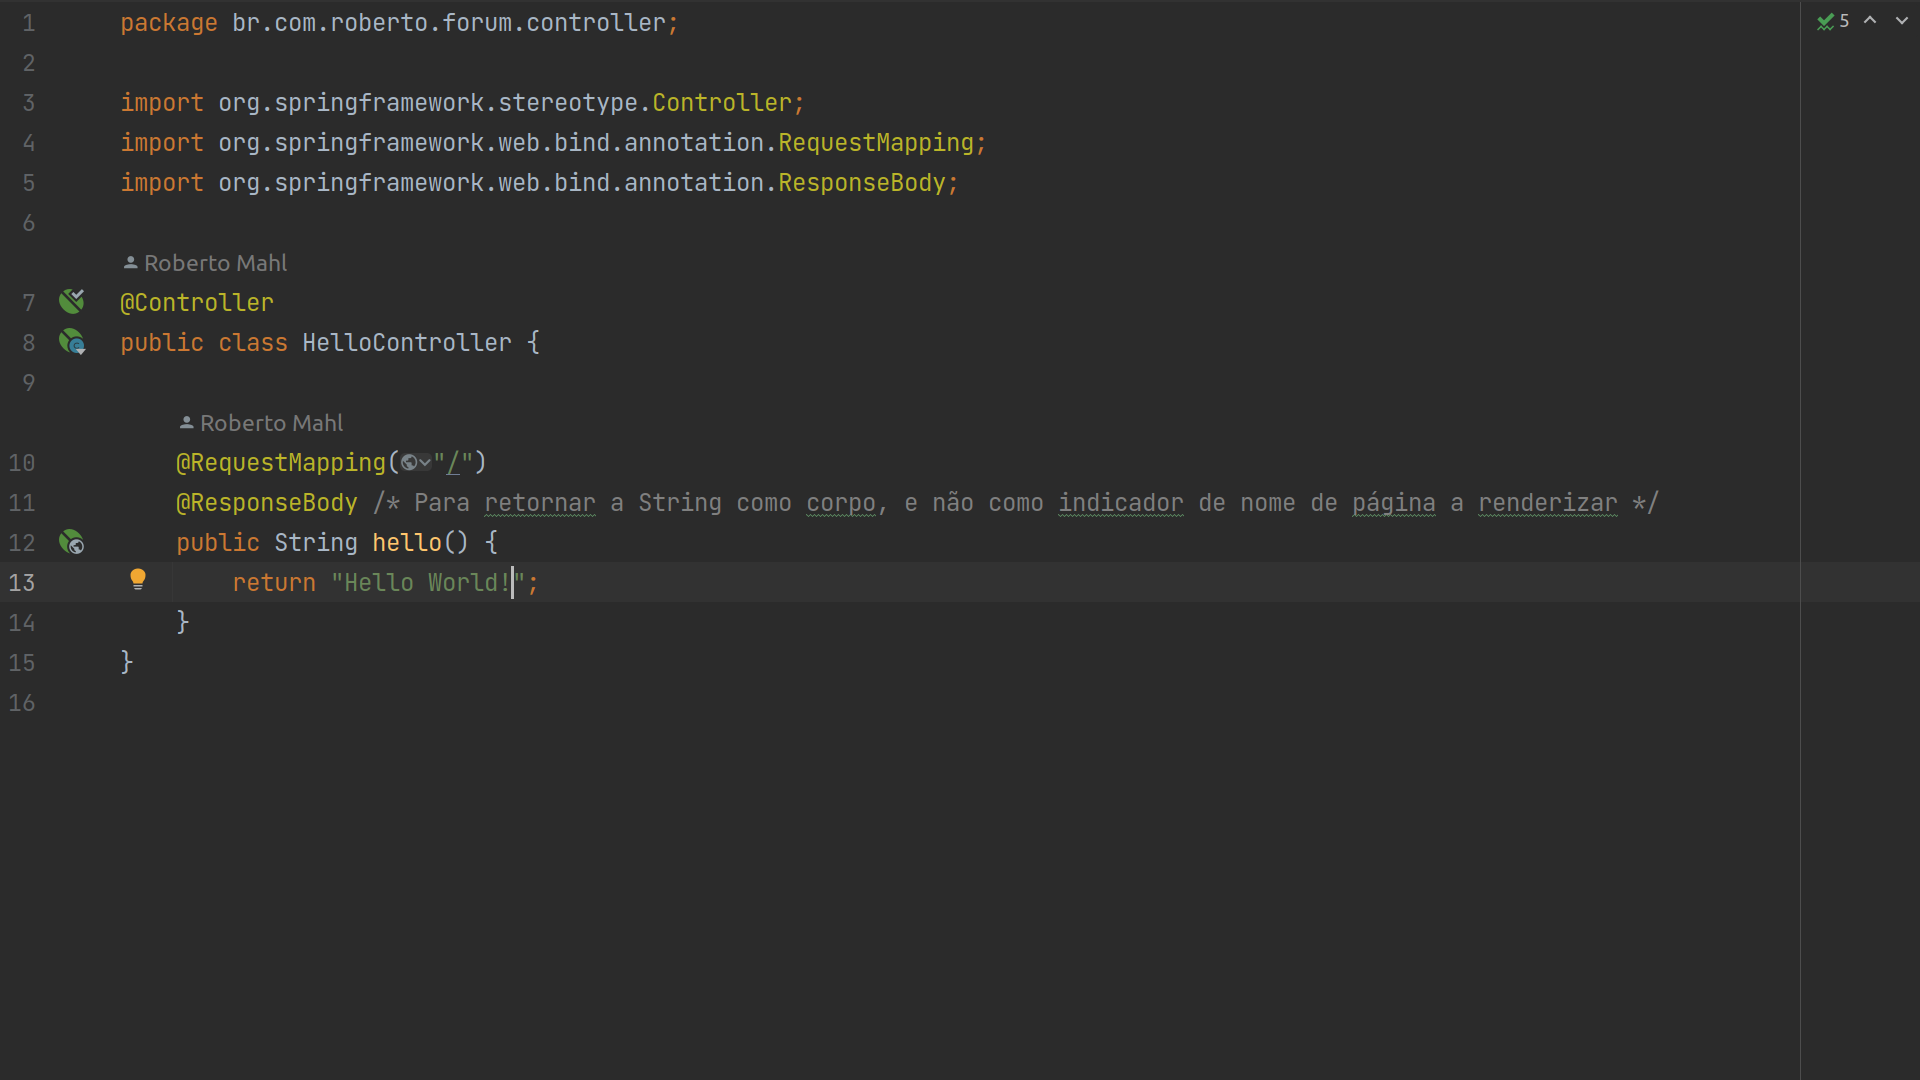 1 package br.com.roberto.forum.controller;
2
3 import org.springframework.stereotype.Controller;
4 import org.springframework.web.bind.annotation.RequestMapping;
5 import org.springframework.web.bind.annotation.ResponseBody;
6
Roberto Mahl
7 @Controller
8 public class HelloController {
9
Roberto Mahl
10 @RequestMapping("/")
11 @ResponseBody /* Para retornar a String como corpo, e não como indicador de nome de página a renderizar */
12 public String hello() {
13 return "Hello World!";
14 }
15 }
16
5